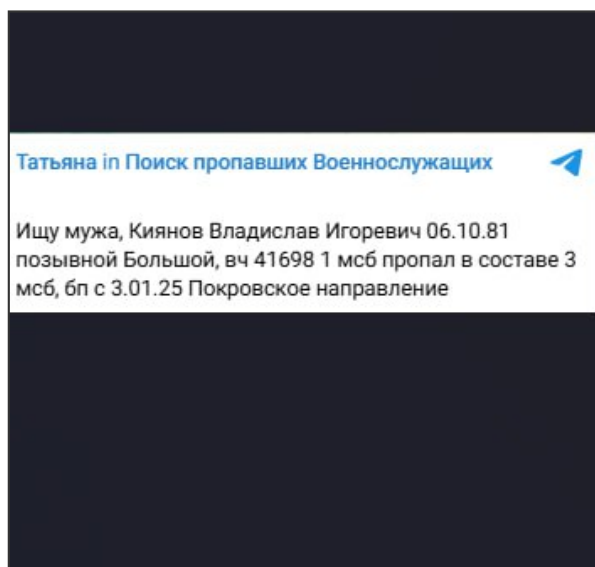 Татьяна in Поиск пропавших Военнослужащих
Ищу мужа, Киянов Владислав Игоревич 06.10.81
позывной Большой, вч 41698 1 мсб пропал в составе 3
мсб, бп с 3.01.25 Покровское направление